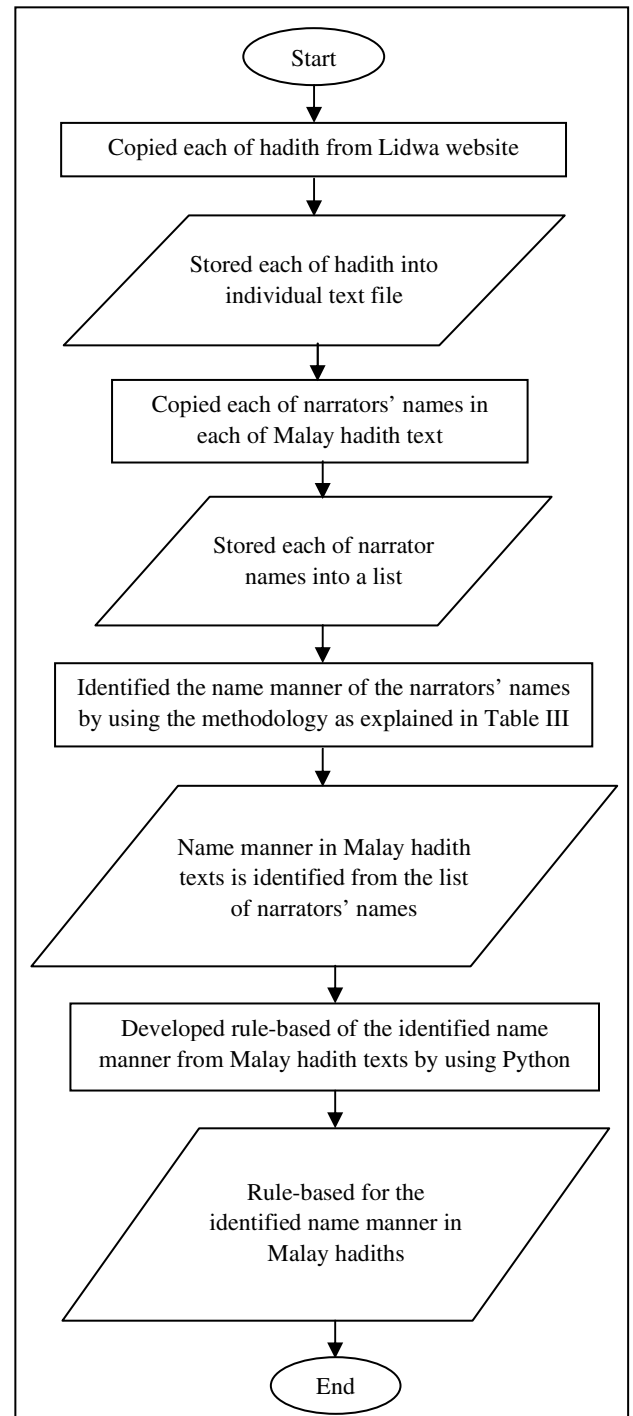 Start
Copied each of hadith from Lidwa website
Stored each of hadith into
individual text file
Copied each of narrators’ names in
each of Malay hadith text
Stored each of narrator
names into a list
Identified the name manner of the narrators’ names
by using the methodology as explained in Table III
Name manner in Malay hadith
texts is identified from the list
of narrators’ names
Developed rule-based of the identified name
manner from Malay hadith texts by using Python
Rule-based for the
identified name manner in
Malay hadiths
End